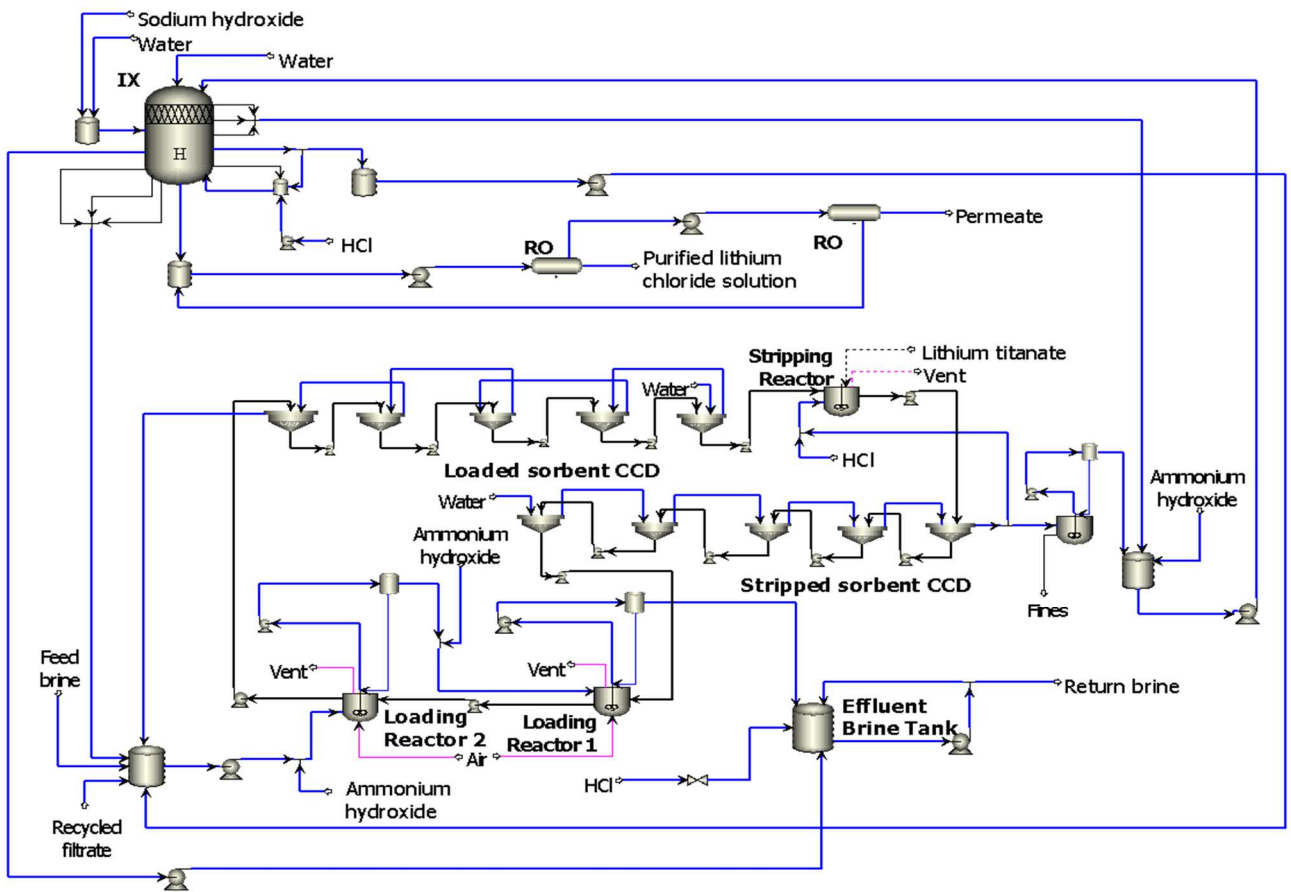 Sodium hydroxide
Water
Water
IX
H
HCl
RO
Purified lithium
chloride solution
RO
Permeate
Stripping
Reactor
Lithium titanate
Vent
Water
HCl
Loaded sorbent CCD
Water
Ammonium
hydroxide
Ammonium
hydroxide
Stripped sorbent CCD
Fines
Feed
brine
Vent
Vent
Loading
Reactor 2
Loading
Reactor 1
Air
Effluent
Brine Tank
Return brine
HCl
Ammonium
hydroxide
Recycled
filtrate